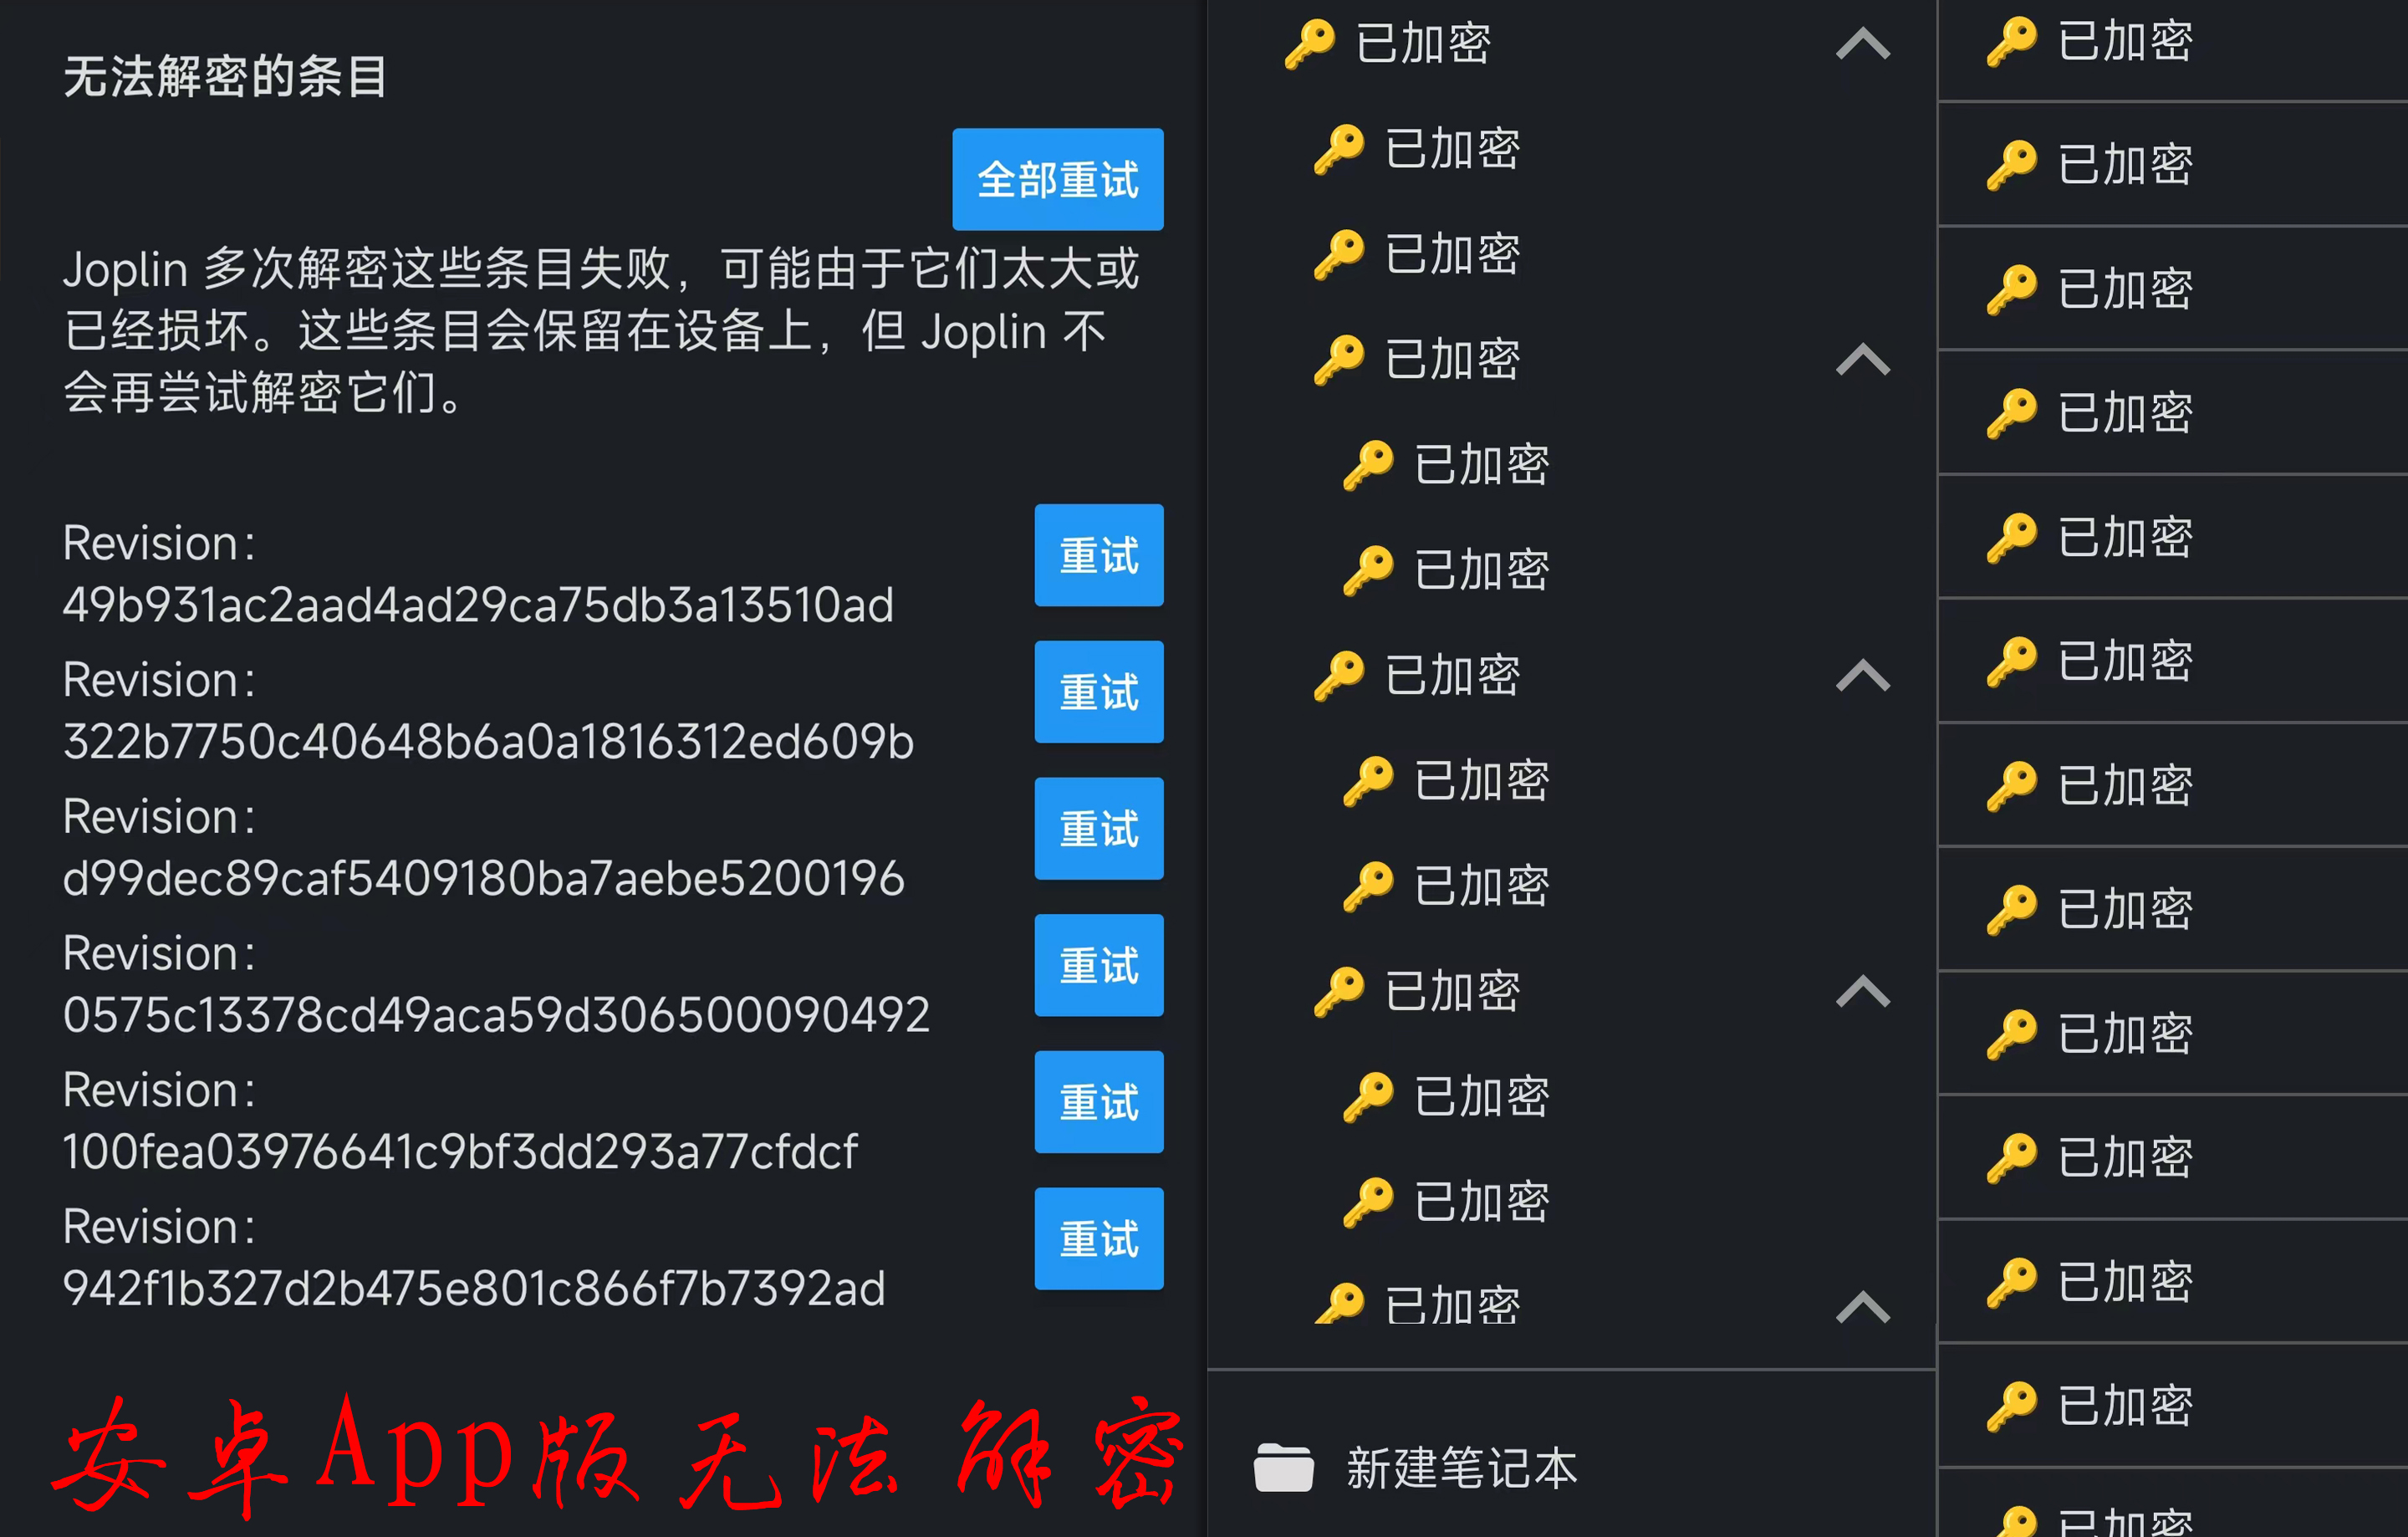 无法解密的条目
全部重试
Joplin 多次解密这些条目失败，可能由于它们太大或
已经损坏。这些条目会保留在设备上，但 Joplin 不
会再尝试解密它们。
Revision:
49b931ac2aad4ad29ca75db3a13510ad
重试
Revision:
322b7750c40648b6a0a1816312ed609b
重试
Revision:
d99dec89caf5409180ba7aebe5200196
重试
Revision:
0575c13378cd49aca59d306500090492
重试
Revision:
100fea03976641c9bf3dd293a77cfdcf
重试
Revision:
942f1b327d2b475e801c866f7b7392ad
重试
安卓App版无法解密
已加密
已加密
已加密
已加密
已加密
已加密
已加密
已加密
已加密
已加密
已加密
已加密
已加密
新建笔记本
已加密
已加密
已加密
已加密
已加密
已加密
已加密
已加密
已加密
已加密
已加密
已加密
已加密